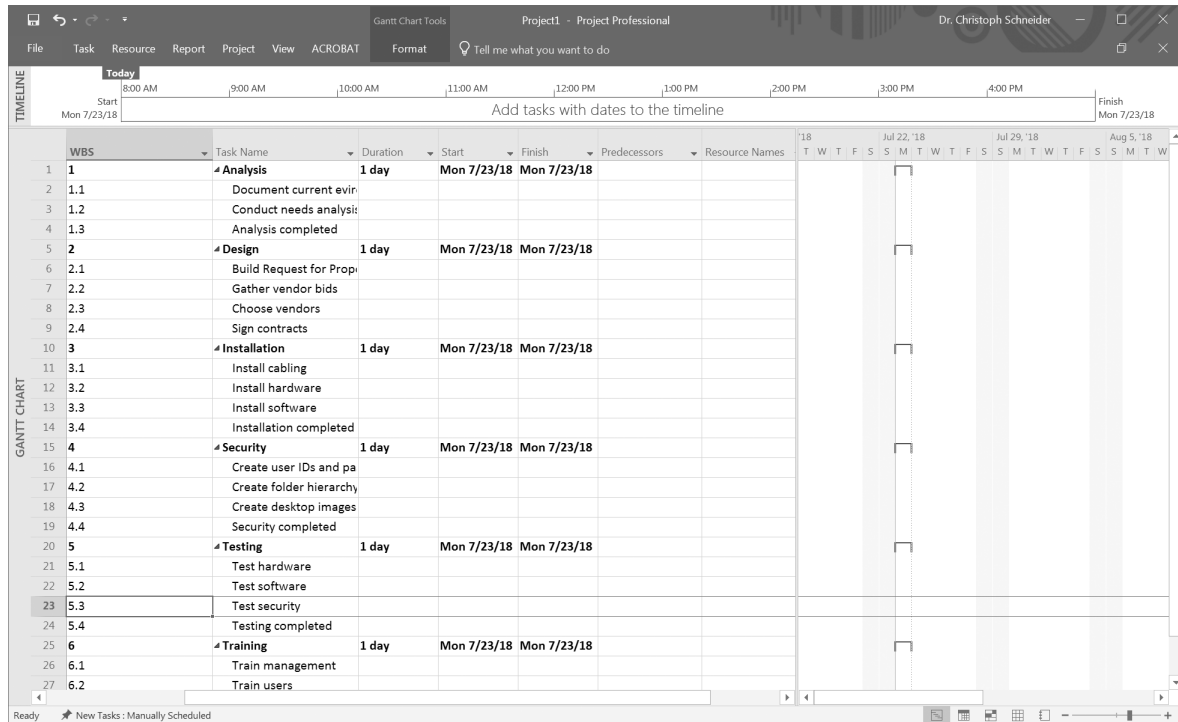 Gantt Chart Tools Project1 - Project Professional Dr. Christoph Schneider
File Task Resource Report Project View ACROBAT Format Tell me what you want to do
TIMELINE
Today
8:00 AM 9:00 AM 10:00 AM 11:00 AM 12:00 PM 1:00 PM 2:00 PM 3:00 PM 4:00 PM
Start
Mon 7/23/18
Add tasks with dates to the timeline
Finish
Mon 7/23/18
'18 Jul 22, '18 Jul 29, '18 Aug 5, '18
WBS Task Name Duration Start Finish Predecessors Resource Names T W T F S S M T W T F S S M T W T F S S M T W
GANTT CHART
1 1 Analysis 1 day Mon 7/23/18 Mon 7/23/18
2 1.1 Document current evir
3 1.2 Conduct needs analysis
4 1.3 Analysis completed
5 2 Design 1 day Mon 7/23/18 Mon 7/23/18
6 2.1 Build Request for Prop
7 2.2 Gather vendor bids
8 2.3 Choose vendors
9 2.4 Sign contracts
10 3 Installation 1 day Mon 7/23/18 Mon 7/23/18
11 3.1 Install cabling
12 3.2 Install hardware
13 3.3 Install software
14 3.4 Installation completed
15 4 Security 1 day Mon 7/23/18 Mon 7/23/18
16 4.1 Create user IDs and pa
17 4.2 Create folder hierarchy
18 4.3 Create desktop images
19 4.4 Security completed
20 5 Testing 1 day Mon 7/23/18 Mon 7/23/18
21 5.1 Test hardware
22 5.2 Test software
23 5.3 Test security
24 5.4 Testing completed
25 6 Training 1 day Mon 7/23/18 Mon 7/23/18
26 6.1 Train management
27 6.2 Train users
Ready New Tasks : Manually Scheduled